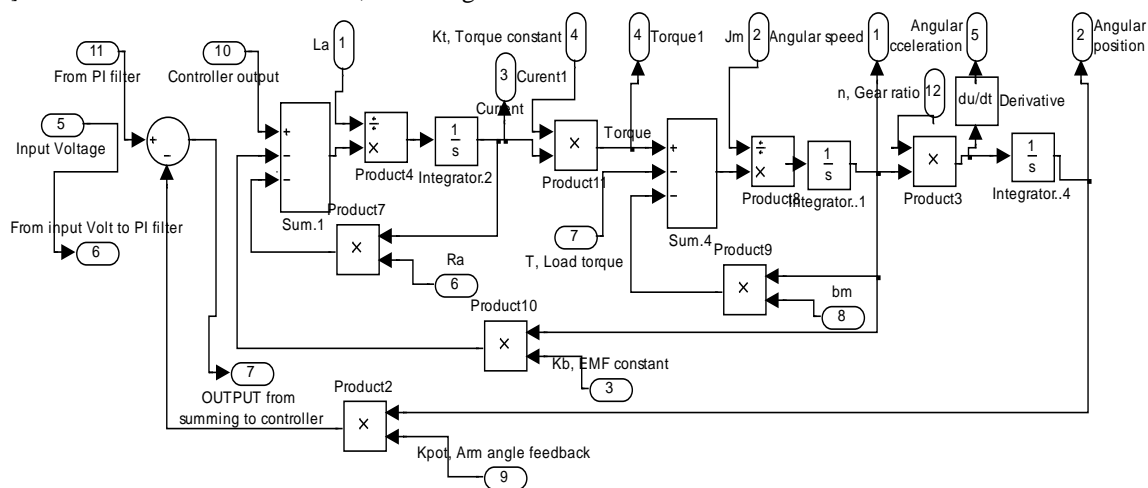 11
From PI filter
5
Input Voltage
From input Volt to PI filter
6
10
Controller output
+
−
+
−
−
Sum.1
La
1
÷
×
Product4
1
s
Integrator.2
Kt, Torque constant
4
3
Curent1
Current
×
Product11
Torque
4
Torque1
Jm
2
Angular speed
1
+
−
−
Sum.4
÷
×
Product8
1
s
Integrator..1
n, Gear ratio
12
×
Product3
Angular
cceleration
5
du/dt
Derivative
1
s
Integrator..4
2
Angular
position
Product7
×
Ra
6
7
T, Load torque
Product9
×
bm
8
Product10
×
Kb, EMF constant
3
7
OUTPUT from
summing to controller
Product2
×
Kpot, Arm angle feedback
9